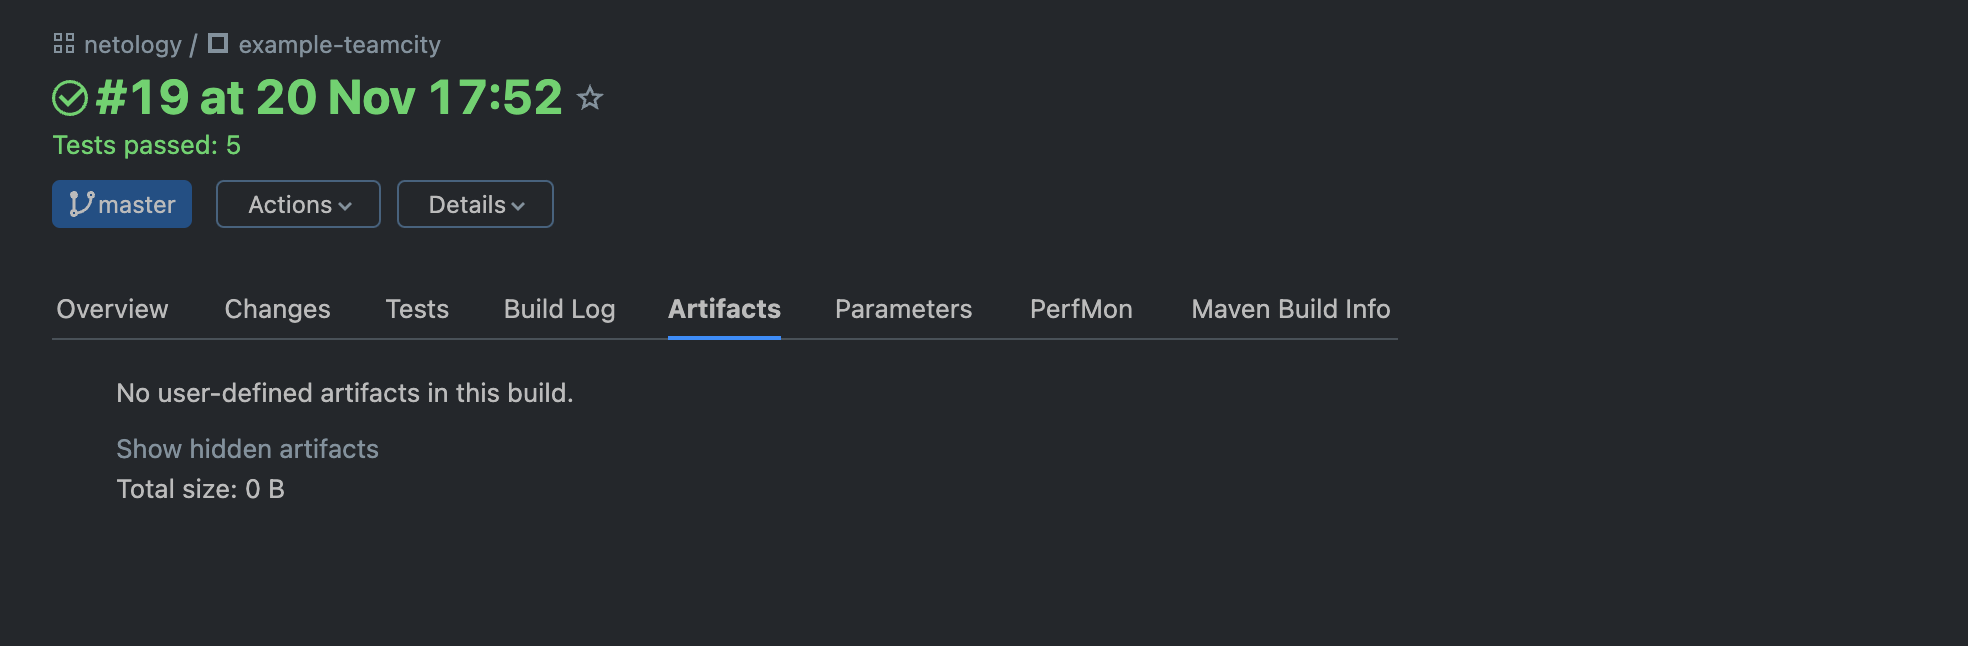 netology / example-teamcity
#19 at 20 Nov 17:52
Tests passed: 5
master Actions Details
Overview Changes Tests Build Log Artifacts Parameters PerfMon Maven Build Info
No user-defined artifacts in this build.
Show hidden artifacts
Total size: 0 B